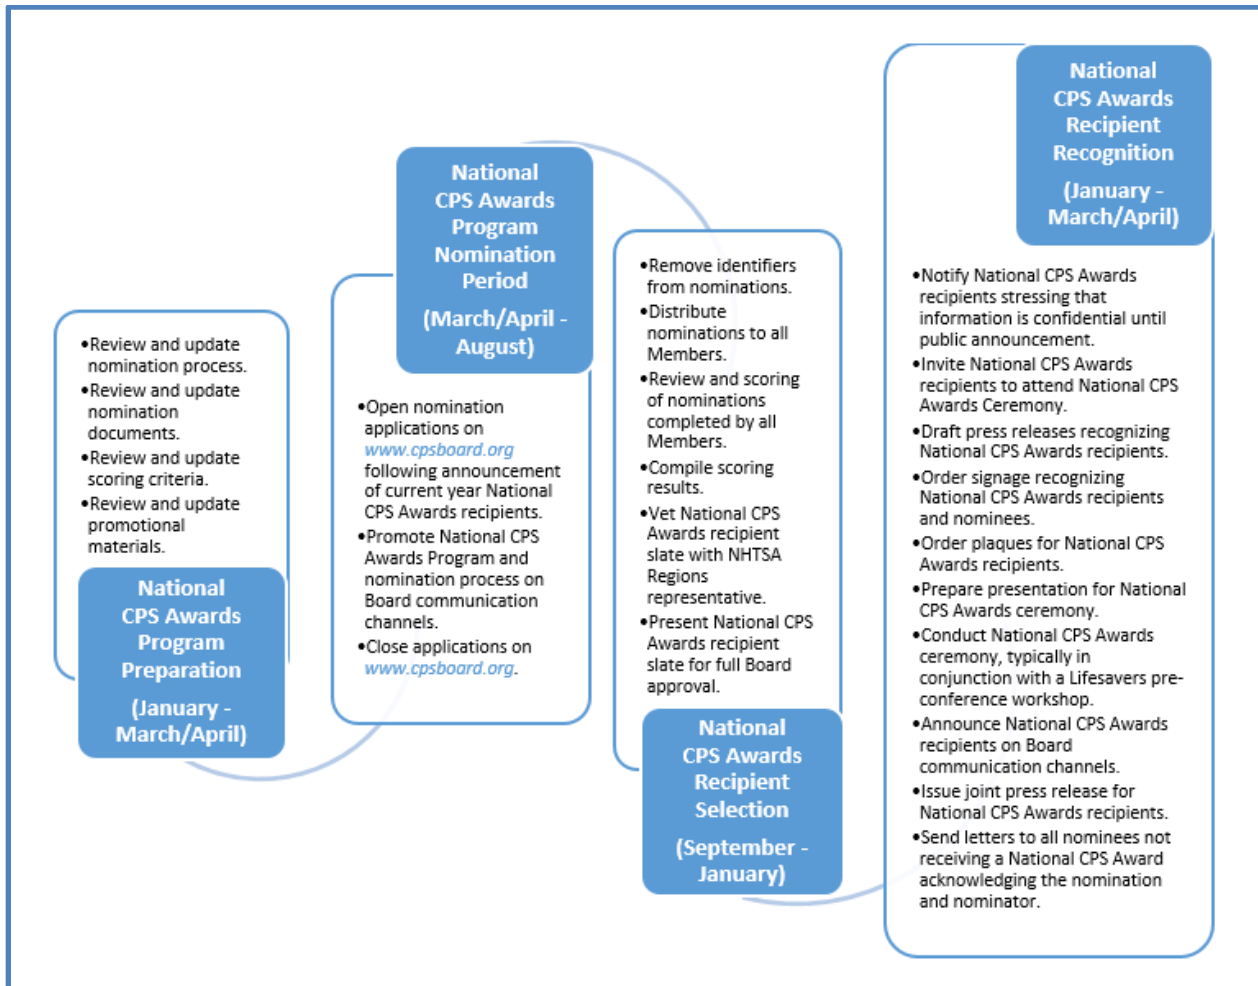 •Review and update
nomination process.
•Review and update
nomination
documents.
•Review and update
scoring criteria.
•Review and update
promotional
materials.
National
CPS Awards
Program
Preparation
(January -
March/April)
National
CPS Awards
Program
Nomination
Period
(March/April -
August)
•Open nomination
applications on
www.cpsboard.org
following announcement
of current year National
CPS Awards recipients.
•Promote National CPS
Awards Program and
nomination process on
Board communication
channels.
•Close applications on
www.cpsboard.org.
•Remove identifiers
from nominations.
•Distribute
nominations to all
Members.
•Review and scoring
of nominations
completed by all
Members.
•Compile scoring
results.
•Vet National CPS
Awards recipient
slate with NHTSA
Regions
representative.
•Present National CPS
Awards recipient
slate for full Board
approval.
National
CPS Awards
Recipient
Selection
(September -
January)
National
CPS Awards
Recipient
Recognition
(January -
March/April)
•Notify National CPS Awards
recipients stressing that
information is confidential until
public announcement.
•Invite National CPS Awards
recipients to attend National CPS
Awards Ceremony.
•Draft press releases recognizing
National CPS Awards recipients.
•Order signage recognizing
National CPS Awards recipients
and nominees.
•Order plaques for National CPS
Awards recipients.
•Prepare presentation for National
CPS Awards ceremony.
•Conduct National CPS Awards
ceremony, typically in
conjunction with a Lifesavers pre-
conference workshop.
•Announce National CPS Awards
recipients on Board
communication channels.
•Issue joint press release for
National CPS Awards recipients.
•Send letters to all nominees not
receiving a National CPS Award
acknowledging the nomination
and nominator.